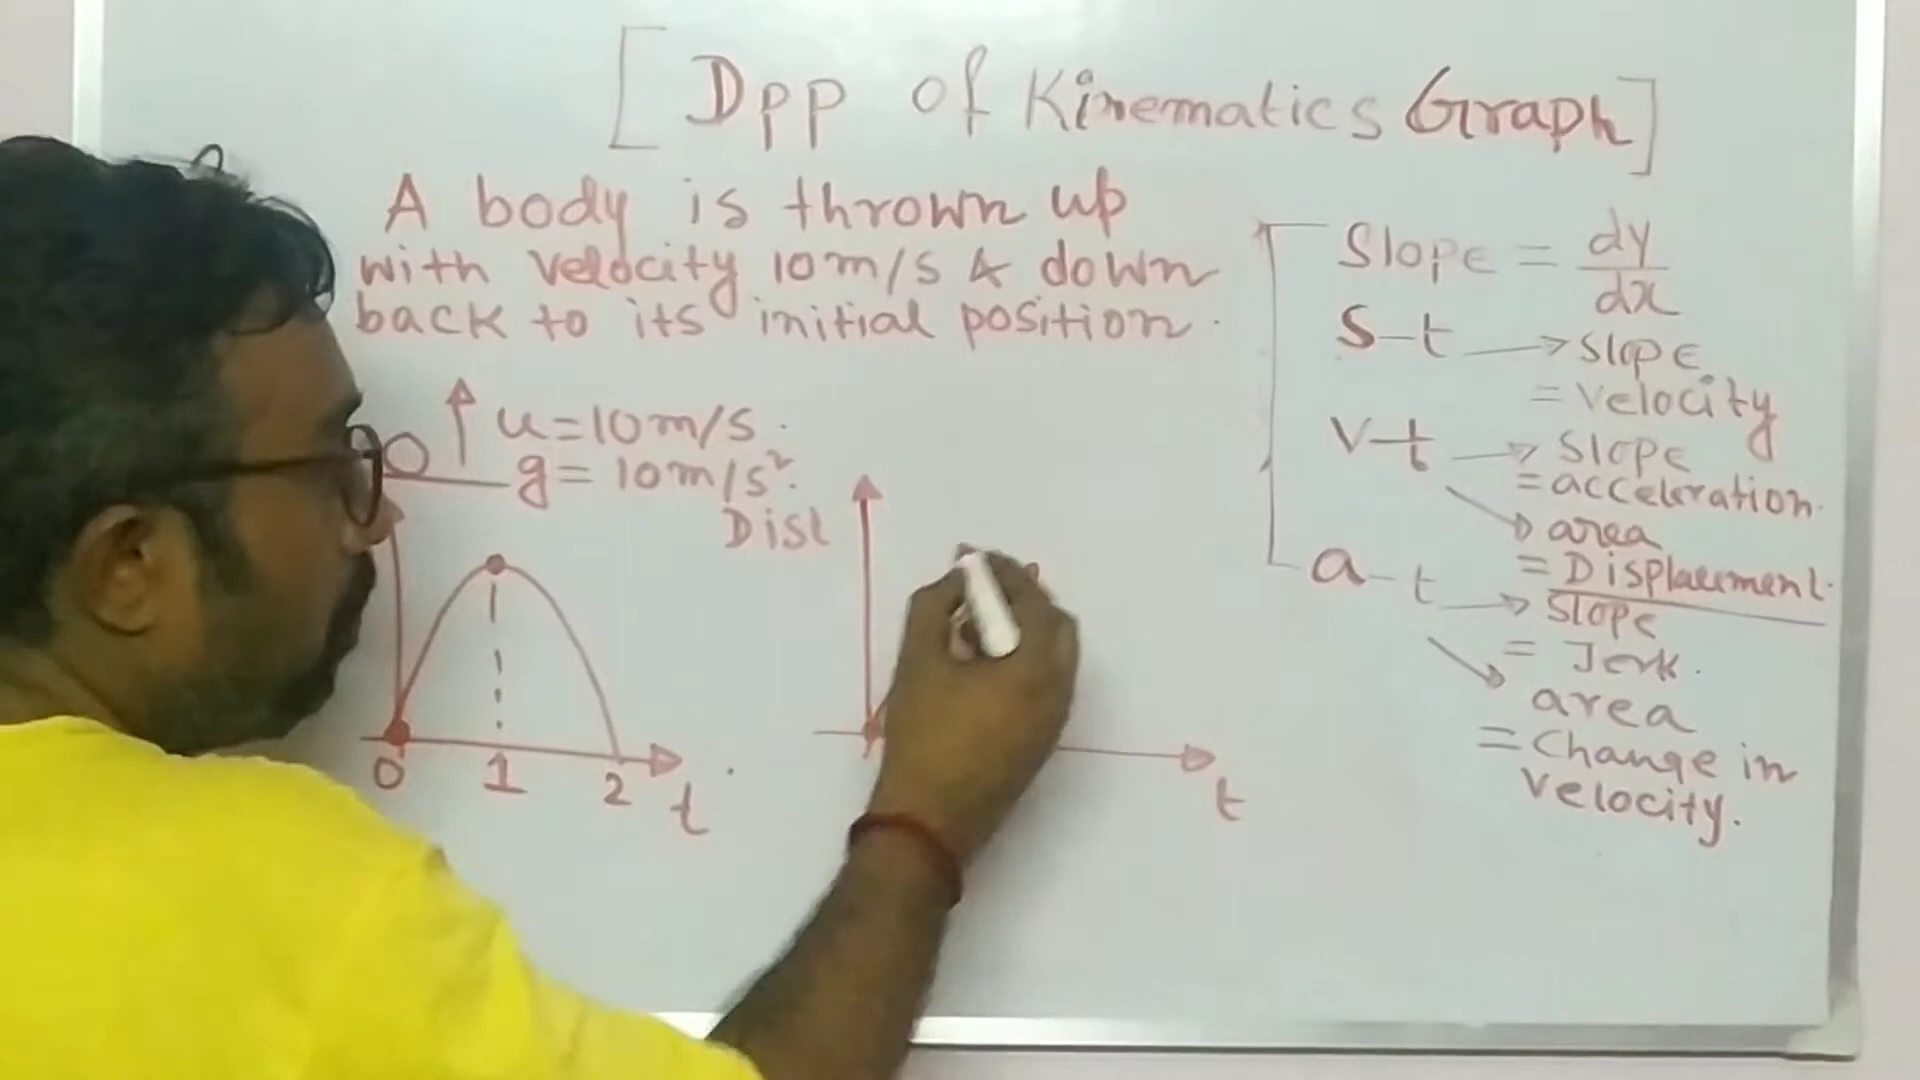 [DPP of Kinematics Graph]
A body is thrown up
with velocity 10m/s & down
back to its initial position.
u=10m/s.
g=10m/s².
Dist
0
1
2
t
t
Slope = dy/dx
S-t → slope
= velocity
v-t → slope
= acceleration.
area
= Displacement.
a-t → slope
= Jerk.
area
= Change in
velocity.